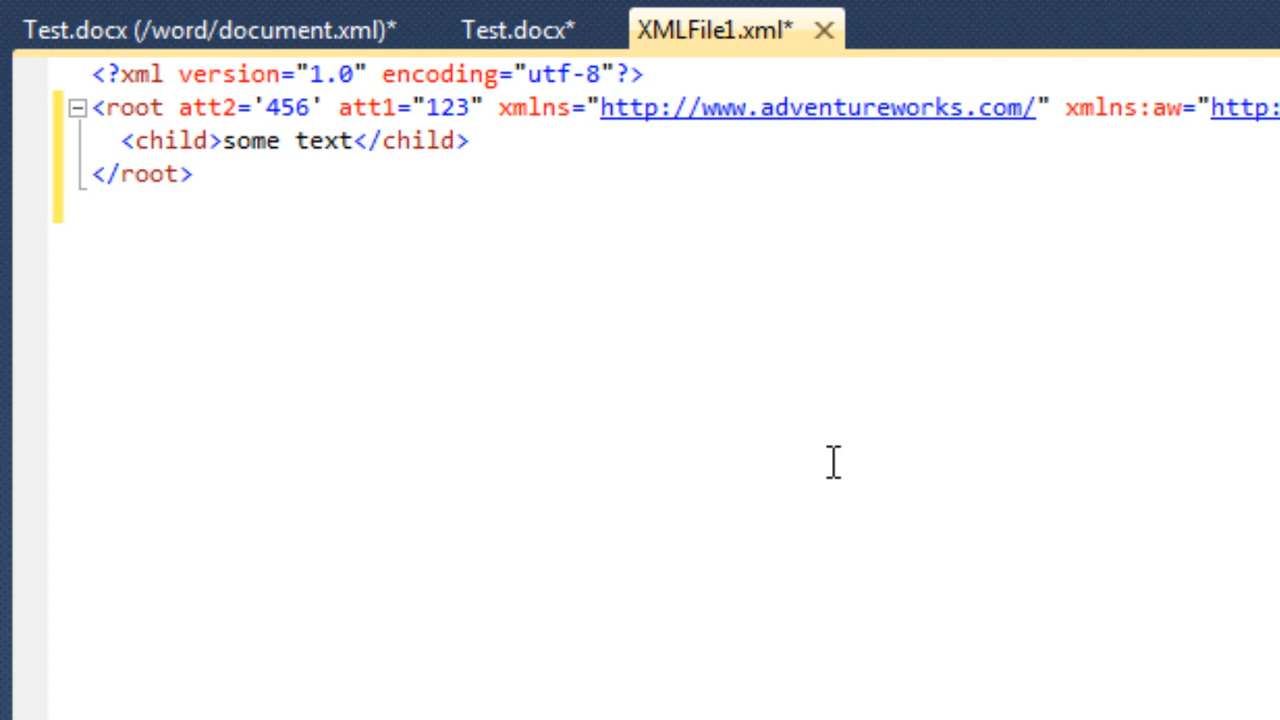 Test.docx (/word/document.xml)* Test.docx* XMLFile1.xml*
<?xml version="1.0" encoding="utf-8"?>
<root att2='456' att1="123" xmlns="http://www.adventureworks.com/" xmlns:aw="http:
<child>some text</child>
</root>